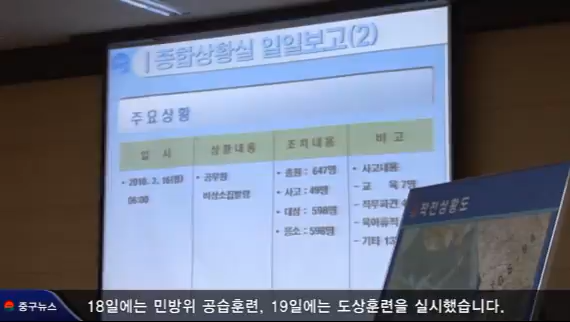 | 종합상황실 일일보고(2)
주요상황
일 시 상황내용 조치내용 비 고
06:00
• 공무원
비상소집발령
• 총원 : 647명
• 사고 : 49명
• 대상 : 598명
• 응소 : 598명
• 사고내용
- 교 육 7명
- 직무파견
- 육아휴직
- 기타 13
작전상황도
중구뉴스
18일에는 민방위 공습훈련, 19일에는 도상훈련을 실시했습니다.